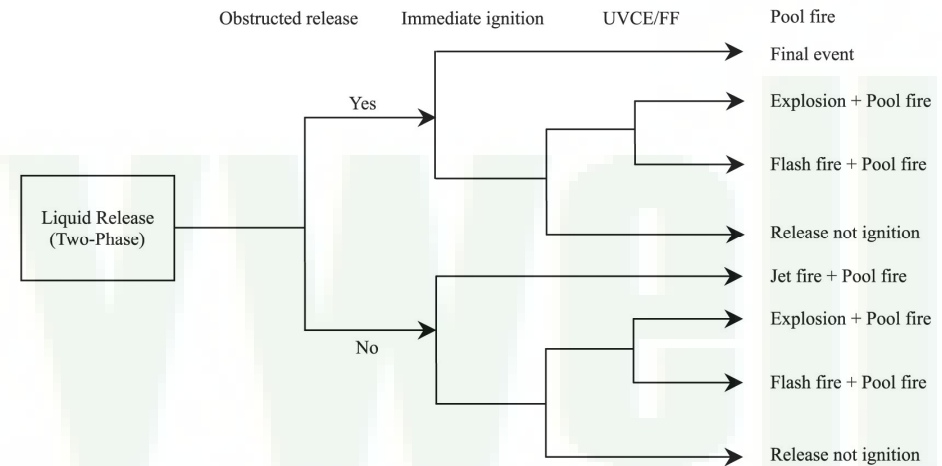 Obstructed release
Immediate ignition
UVCE/FF
Pool fire
Final event
Yes
Explosion + Pool fire
Flash fire + Pool fire
Liquid Release
(Two-Phase)
Release not ignition
Jet fire + Pool fire
No
Explosion + Pool fire
Flash fire + Pool fire
Release not ignition